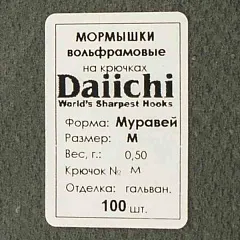 МОРМЫШКИ
ВОЛЬФРАМОВЫЕ
на крючках
Daiichi
World's Sharpest Hooks
Форма: Муравей
Размер: М
Вес, г.: 0,50
Крючок № М
Отделка: гальван.
100 шт.